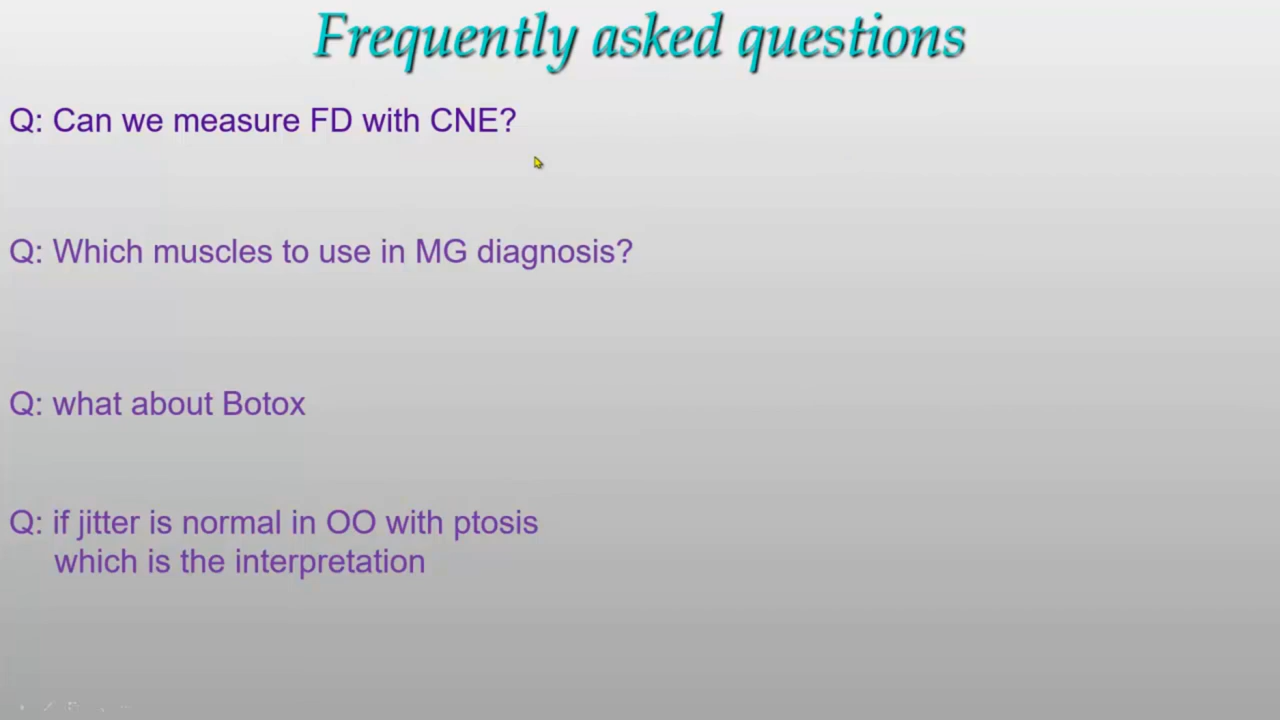 Frequently asked questions
Q: Can we measure FD with CNE?
Q: Which muscles to use in MG diagnosis?
Q: what about Botox
Q: if jitter is normal in OO with ptosis
which is the interpretation